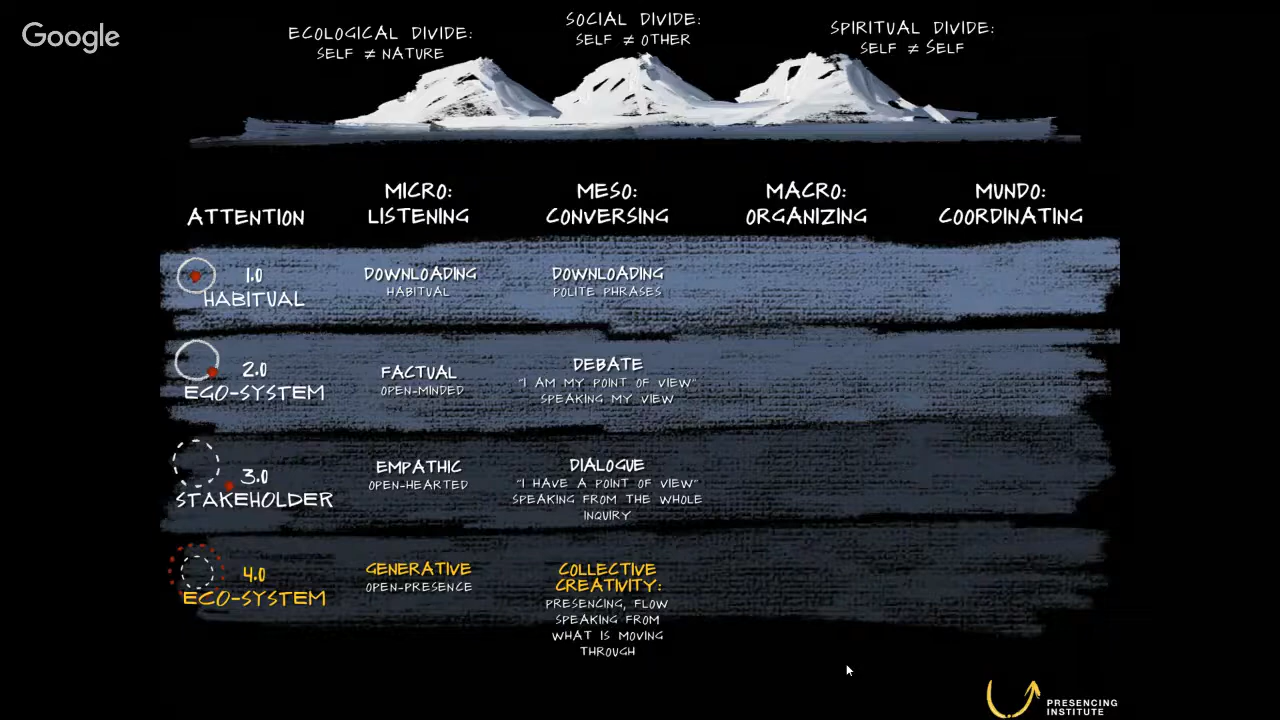 Google
ECOLOGICAL DIVIDE:
SELF ≠ NATURE
SOCIAL DIVIDE:
SELF ≠ OTHER
SPIRITUAL DIVIDE:
SELF ≠ SELF
ATTENTION
MICRO:
LISTENING
MESO:
CONVERSING
MACRO:
ORGANIZING
MUNDO:
COORDINATING
1.0
HABITUAL
DOWNLOADING
HABITUAL
DOWNLOADING
POLITE PHRASES
2.0
EGO-SYSTEM
FACTUAL
OPEN-MINDED
DEBATE
"I AM MY POINT OF VIEW"
SPEAKING MY VIEW
3.0
STAKEHOLDER
EMPATHIC
OPEN-HEARTED
DIALOGUE
"I HAVE A POINT OF VIEW"
SPEAKING FROM THE WHOLE
INQUIRY
4.0
ECO-SYSTEM
GENERATIVE
OPEN-PRESENCE
COLLECTIVE
CREATIVITY:
PRESENCING, FLOW
SPEAKING FROM
WHAT IS MOVING
THROUGH
PRESENCING
INSTITUTE